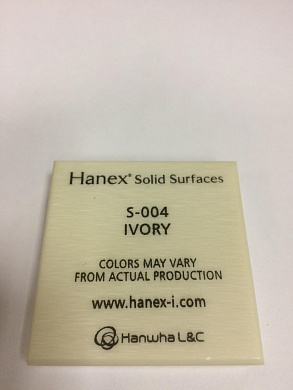 Hanex® Solid Surfaces
S-004
IVORY
COLORS MAY VARY
FROM ACTUAL PRODUCTION
www.hanex-i.com
Hanwha L&C